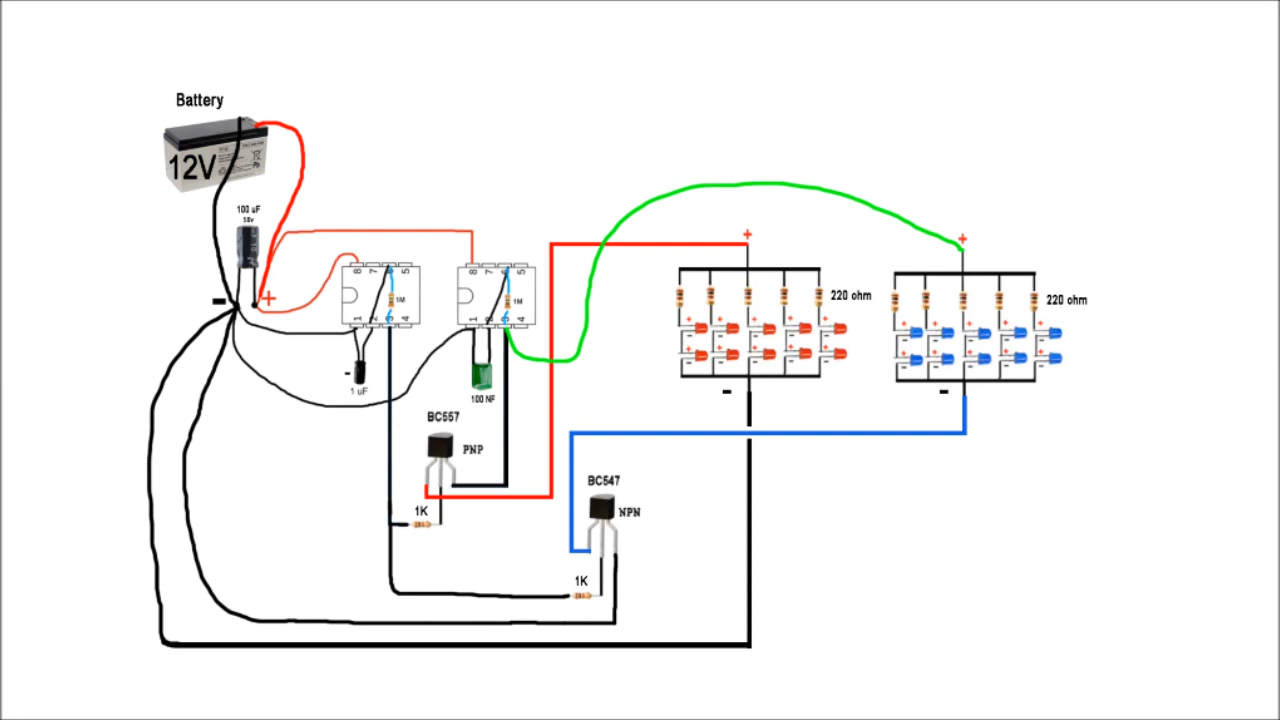 Battery
12V
100 uF
50v
-
+
8 7 6 5
1M
1 2 3 4
8 7 6 5
1M
1 2 3 4
-
1 uF
100 NF
BC557
PNP
1K
BC547
NPN
1K
+
220 ohm
-
+
220 ohm
-